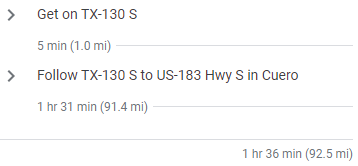 Get on TX-130 S
5 min (1.0 mi)
Follow TX-130 S to US-183 Hwy S in Cuero
1 hr 31 min (91.4 mi)
1 hr 36 min (92.5 mi)